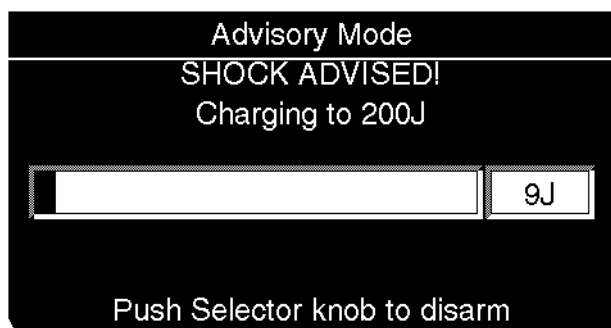 Advisory Mode
SHOCK ADVISED!
Charging to 200J
9J
Push Selector knob to disarm